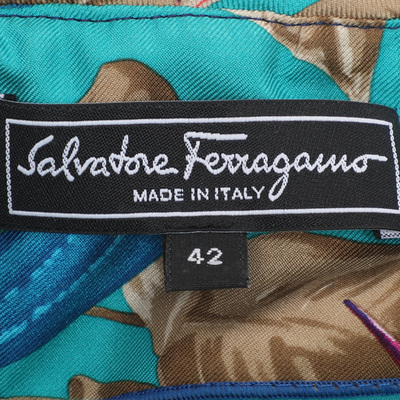 Salvatore Ferragamo
MADE IN ITALY
42